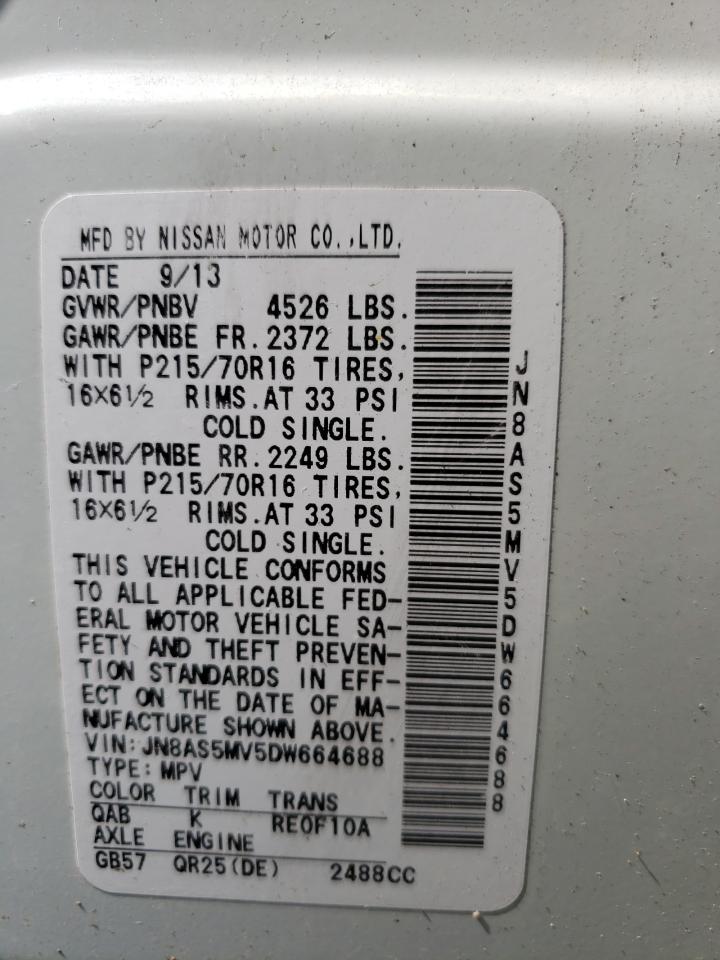 MFD BY NISSAN MOTOR CO.,LTD.
DATE 9/13
GVWR/PNBV 4526 LBS.
GAWR/PNBE FR. 2372 LBS.
WITH P215/70R16 TIRES,
16×6½ RIMS. AT 33 PSI
COLD SINGLE.
GAWR/PNBE RR. 2249 LBS.
WITH P215/70R16 TIRES,
16×6½ RIMS. AT 33 PSI
COLD SINGLE.
THIS VEHICLE CONFORMS
TO ALL APPLICABLE FED-
ERAL MOTOR VEHICLE SA-
FETY AND THEFT PREVEN-
TION STANDARDS IN EFF-
ECT ON THE DATE OF MA-
NUFACTURE SHOWN ABOVE.
VIN: JN8AS5MV5DW664688
TYPE: MPV
COLOR TRIM TRANS
QAB K RE0F10A
AXLE ENGINE
GB57 QR25(DE) 2488CC
JN8AS5MV5DW664688